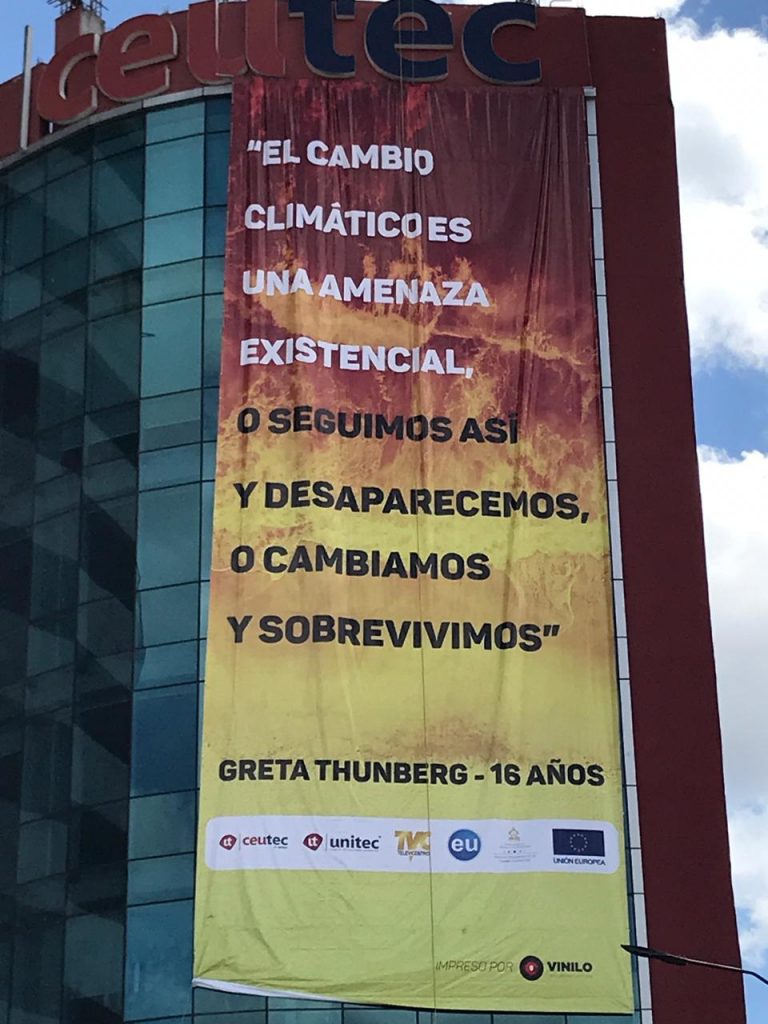 ceutec
"EL CAMBIO
CLIMÁTICO ES
UNA AMENAZA
EXISTENCIAL,
O SEGUIMOS ASÍ
Y DESAPARECEMOS,
O CAMBIAMOS
Y SOBREVIVIMOS"
GRETA THUNBERG - 16 AÑOS
ceutec unitec TVC eu
TELEVICENTRO UNIÓN EUROPEA
IMPRESO POR VINILO